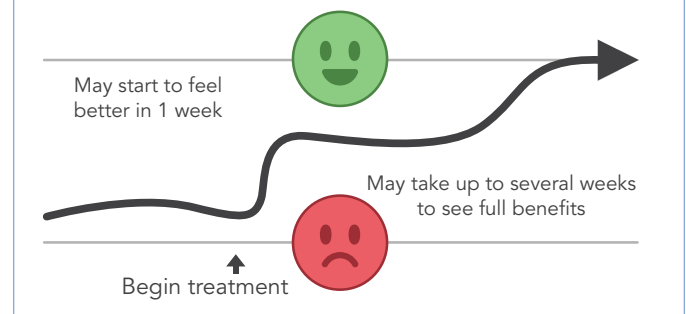 May start to feel
better in 1 week
May take up to several weeks
to see full benefits
Begin treatment